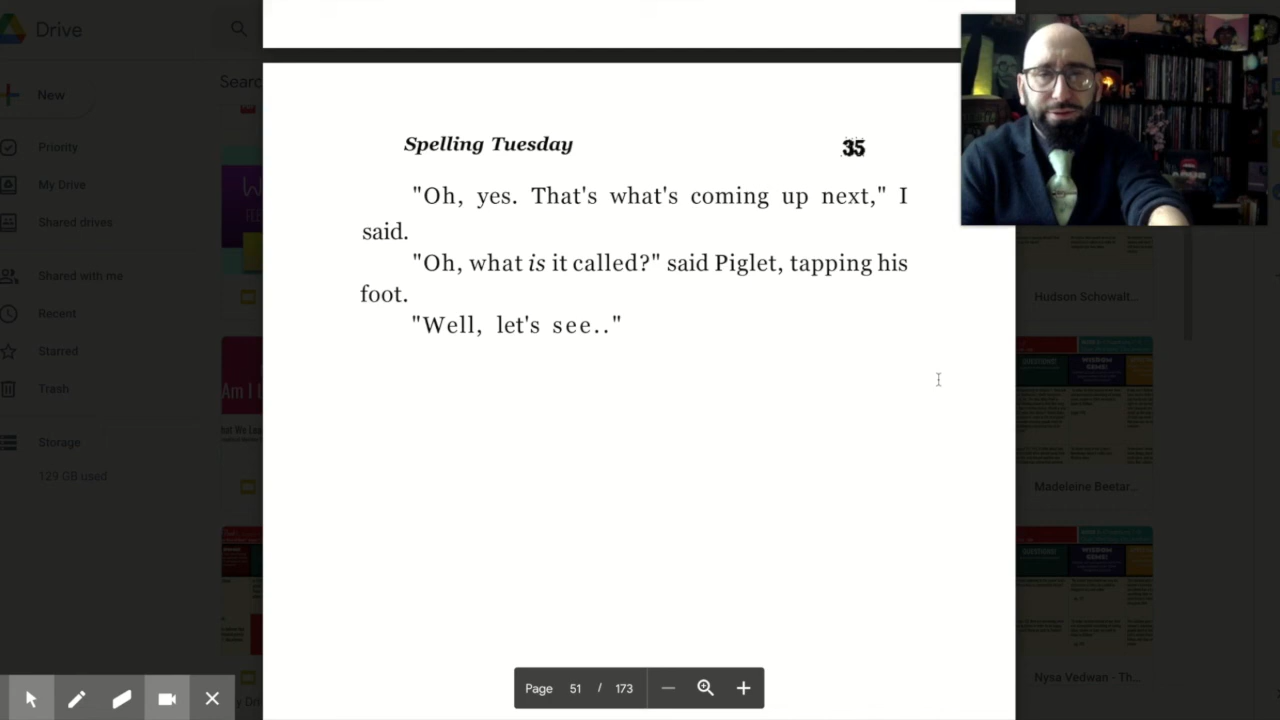 Drive
New
Priority
My Drive
Shared drives
Shared with me
Recent
Starred
Trash
Storage
129 GB used
Searc
Am I
Spelling Tuesday 35
"Oh, yes. That's what's coming up next," I
said.
"Oh, what is it called?" said Piglet, tapping his
foot.
"Well, let's see.."
Hudson Schowalt...
Madeleine Beetar...
Nysa Vedwan - Th...
Page 51 / 173